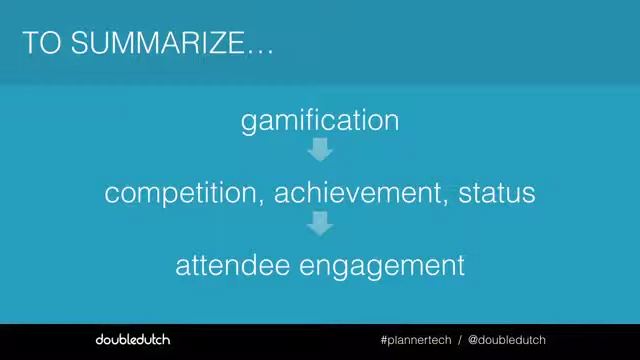 TO SUMMARIZE...
gamification
competition, achievement, status
attendee engagement
doubledutch
#plannertech / @doubledutch